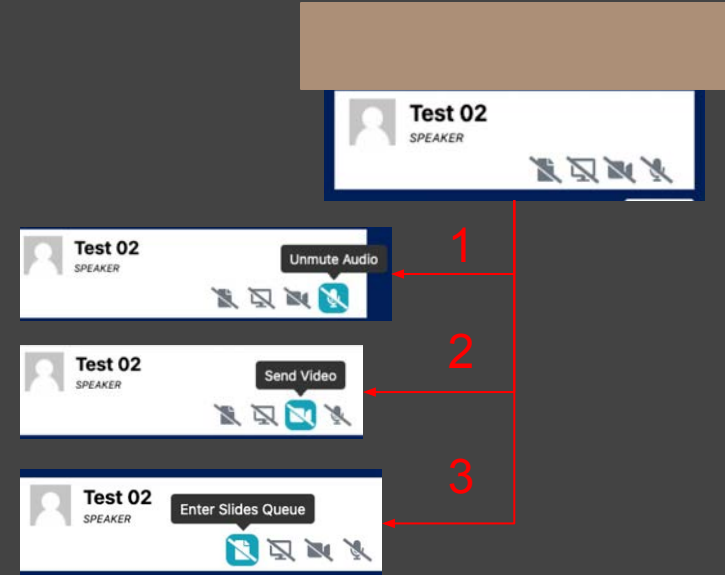 Test 02
SPEAKER
1
Test 02
SPEAKER
Unmute Audio
2
Test 02
SPEAKER
Send Video
3
Test 02
SPEAKER
Enter Slides Queue